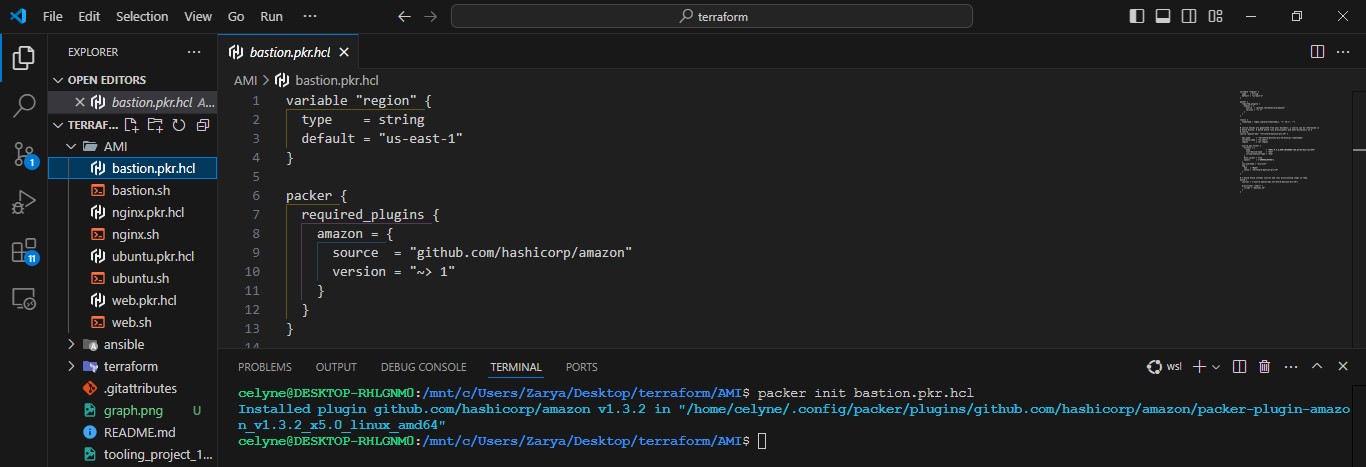 File Edit Selection View Go Run ··· terraform
EXPLORER ···
OPEN EDITORS
bastion.pkr.hcl A...
TERRAF...
AMI
bastion.pkr.hcl
bastion.sh
nginx.pkr.hcl
nginx.sh
ubuntu.pkr.hcl
ubuntu.sh
web.pkr.hcl
web.sh
ansible
terraform
.gitattributes
graph.png U
README.md
tooling_project_1...
1
11
bastion.pkr.hcl
AMI > bastion.pkr.hcl
1 variable "region" {
2 type    = string
3 default = "us-east-1"
4 }
5
6 packer {
7 required_plugins {
8 amazon = {
9 source  = "github.com/hashicorp/amazon"
10 version = "~> 1"
11 }
12 }
13 }
14
PROBLEMS OUTPUT DEBUG CONSOLE TERMINAL PORTS wsl
celyne@DESKTOP-RHLGNM0:/mnt/c/Users/Zarya/Desktop/terraform/AMI$ packer init bastion.pkr.hcl
Installed plugin github.com/hashicorp/amazon v1.3.2 in "/home/celyne/.config/packer/plugins/github.com/hashicorp/amazon/packer-plugin-amazo
n_v1.3.2_x5.0_linux_amd64"
celyne@DESKTOP-RHLGNM0:/mnt/c/Users/Zarya/Desktop/terraform/AMI$